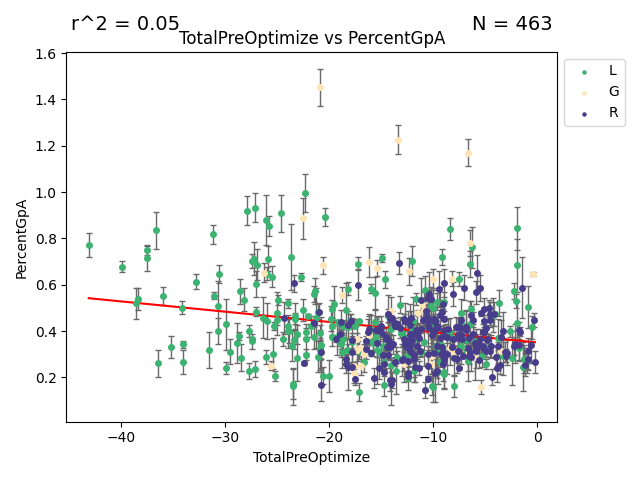 r^2 = 0.05 N = 463
TotalPreOptimize vs PercentGpA
1.6
1.4
1.2
1.0
0.8
0.6
0.4
0.2
PercentGpA
−40 −30 −20 −10 0
TotalPreOptimize
L
G
R